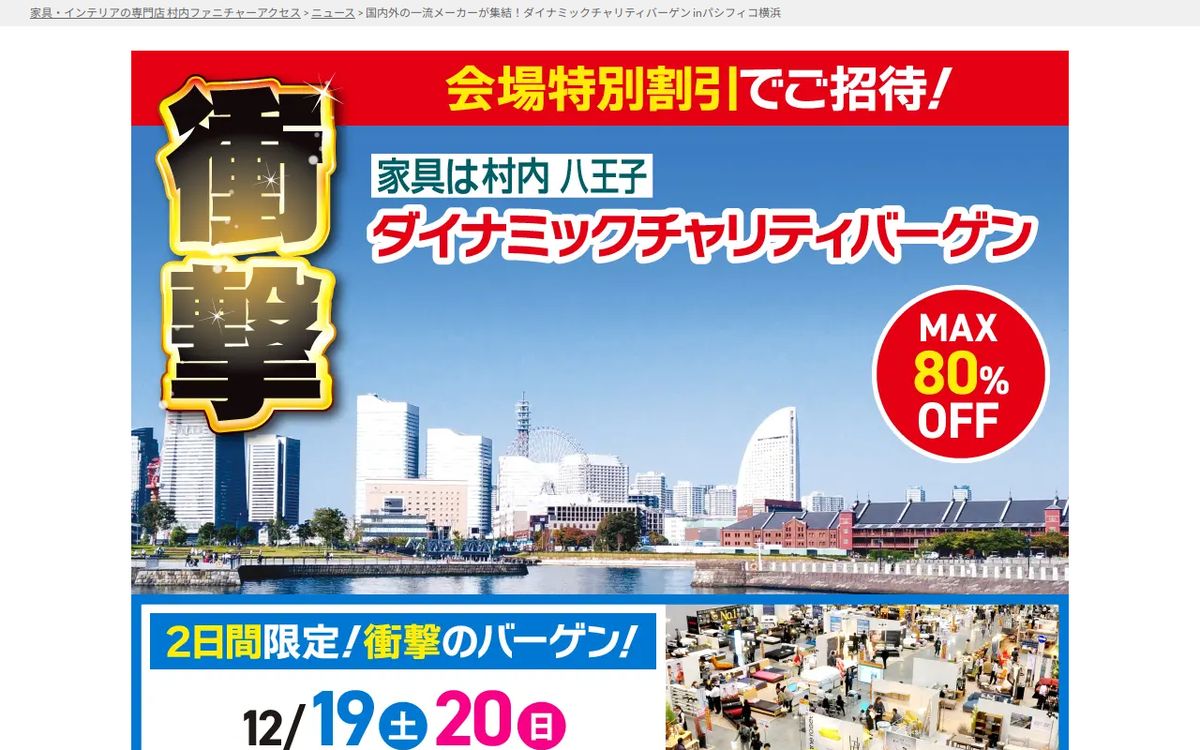 家具・インテリアの専門店 村内ファニチャーアクセス > ニュース > 国内外の一流メーカーが集結！ダイナミックチャリティバーゲン inパシフィコ横浜
会場特別割引でご招待！
衝撃
家具は村内 八王子
ダイナミックチャリティバーゲン
MAX
80%
OFF
2日間限定！衝撃のバーゲン！
12/19土20日
No.1